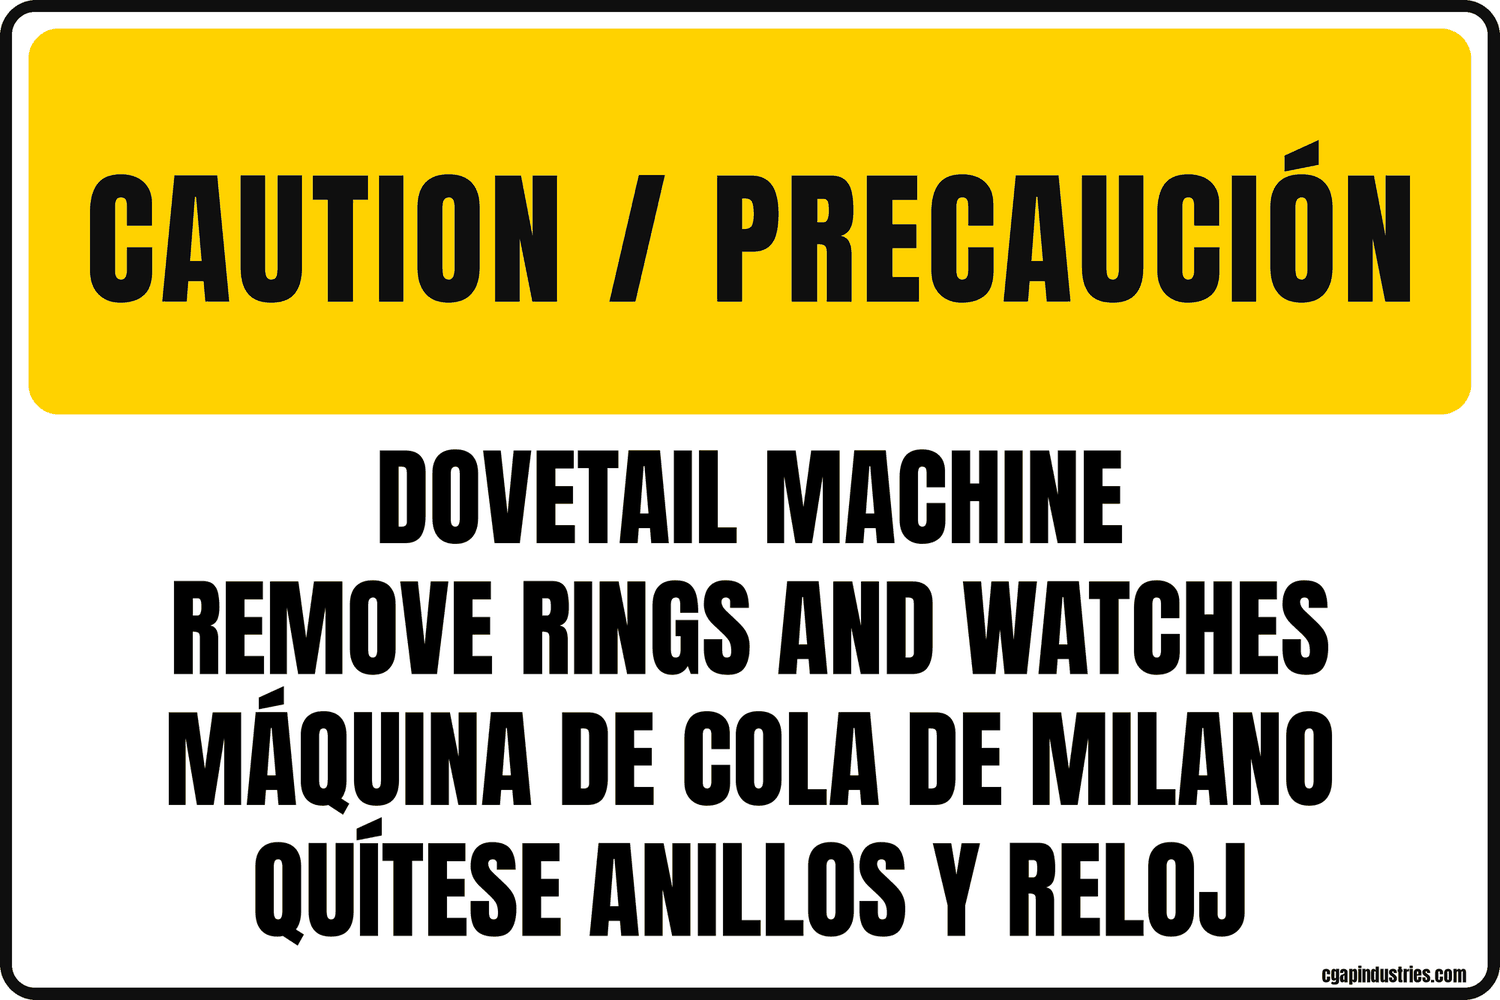 CAUTION / PRECAUCIÓN
DOVETAIL MACHINE
REMOVE RINGS AND WATCHES
MÁQUINA DE COLA DE MILANO
QUÍTESE ANILLOS Y RELOJ
cgapindustries.com